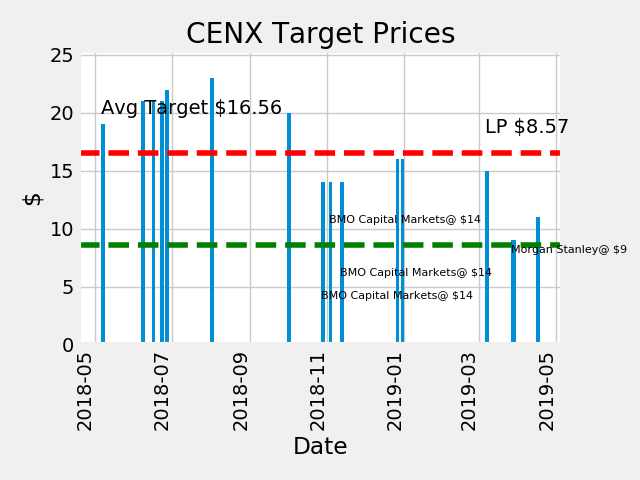 CENX Target Prices
25
Avg Target $16.56
20
LP $8.57
15
BMO Capital Markets@ $14
10
Morgan Stanley@ $9
BMO Capital Markets@ $14
5
BMO Capital Markets@ $14
0
$
2018-05
2018-07
2018-09
2018-11
2019-01
2019-03
2019-05
Date